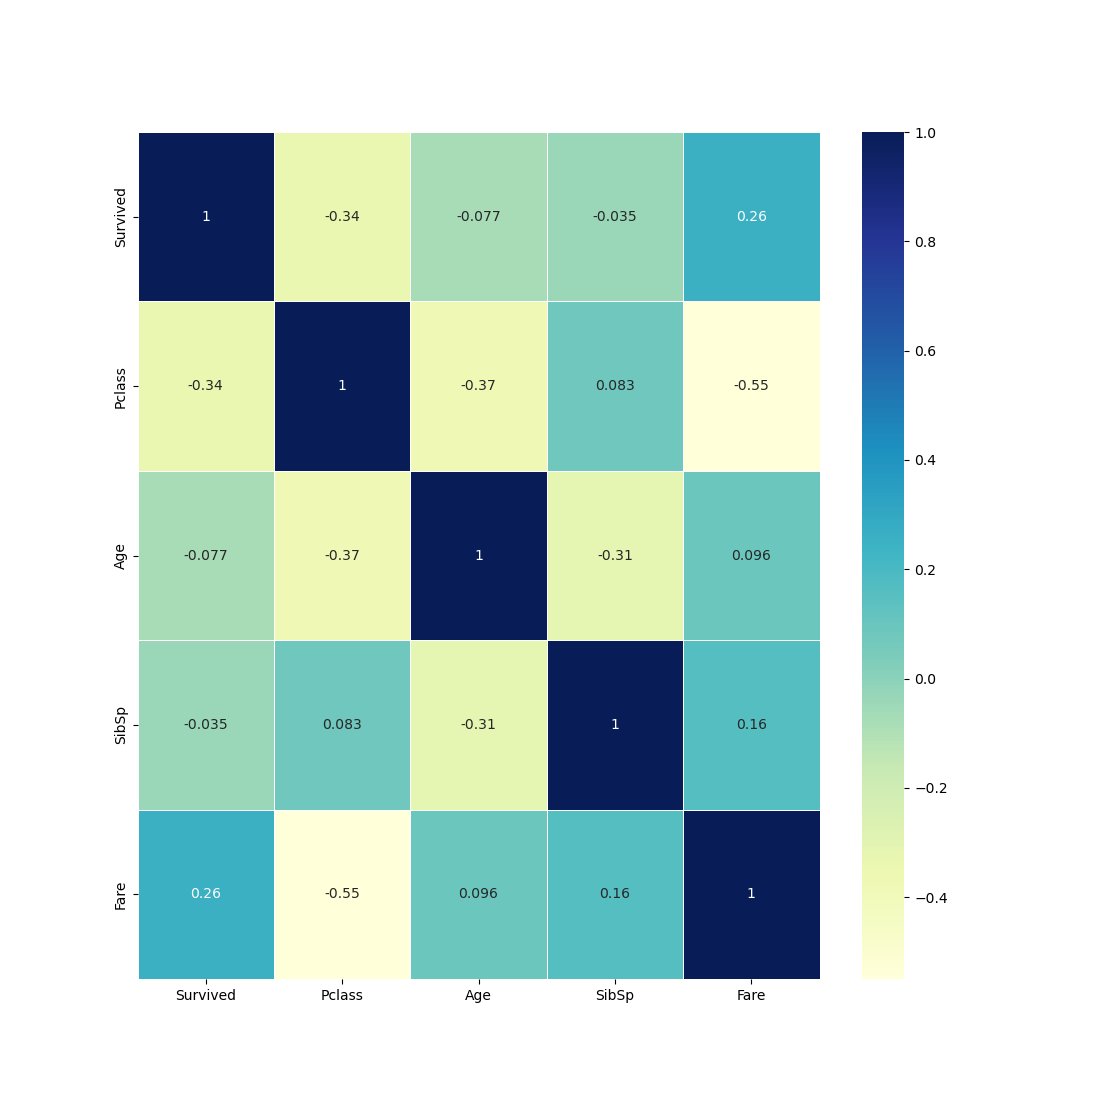 1.0
Survived 1 -0.34 -0.077 -0.035 0.26
0.8
0.6
Pclass -0.34 1 -0.37 0.083 -0.55
0.4
Age -0.077 -0.37 1 -0.31 0.096
0.2
0.0
SibSp -0.035 0.083 -0.31 1 0.16
−0.2
Fare 0.26 -0.55 0.096 0.16 1
−0.4
Survived Pclass Age SibSp Fare